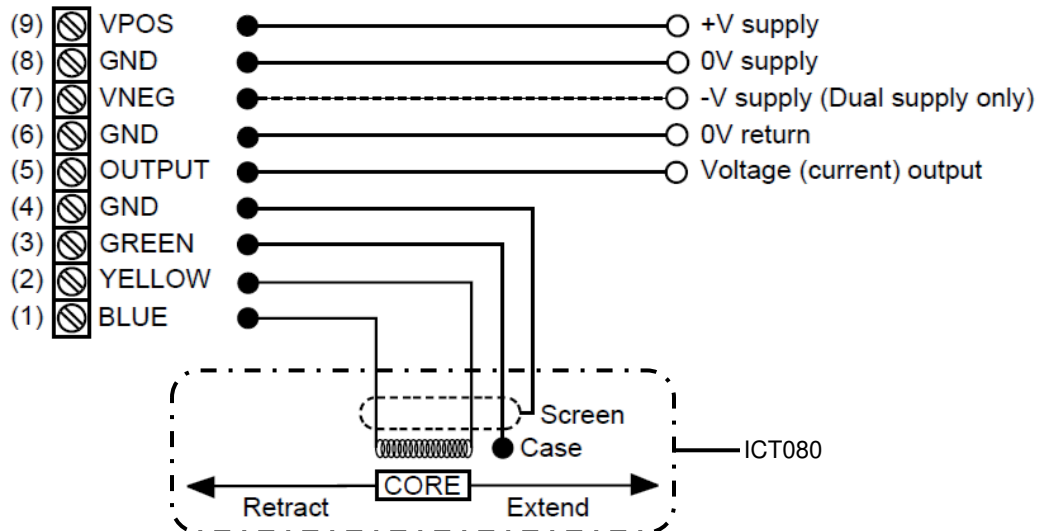 (9) VPOS +V supply
(8) GND 0V supply
(7) VNEG -V supply (Dual supply only)
(6) GND 0V return
(5) OUTPUT Voltage (current) output
(4) GND
(3) GREEN
(2) YELLOW
(1) BLUE
Screen
Case
ICT080
CORE
Retract
Extend